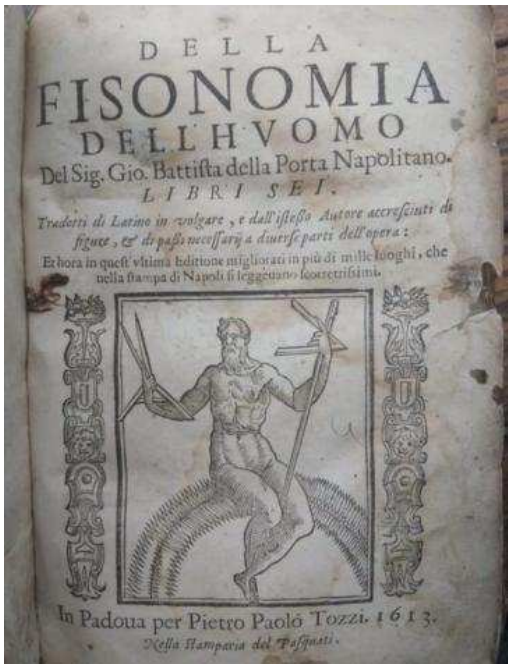 DELLA
FISONOMIA
DELL'HVOMO
Del Sig. Gio. Battiſta della Porta Napolitano.
LIBRI SEI.
Tradotti di Latino in volgare, e dall'iſteſſo Autore accreſciuti di
figure, & di paſsi neceſſarij a diuerſe parti dell'opera:
Et hora in queſt'vltima Editione migliorati in più di mille luoghi, che
nella ſtampa di Napoli ſi leggeuano ſcorrettiſsimi.
In Padoua per Pietro Paolo Tozzi. 1613.
Nella ſtamparia del Paſquati.